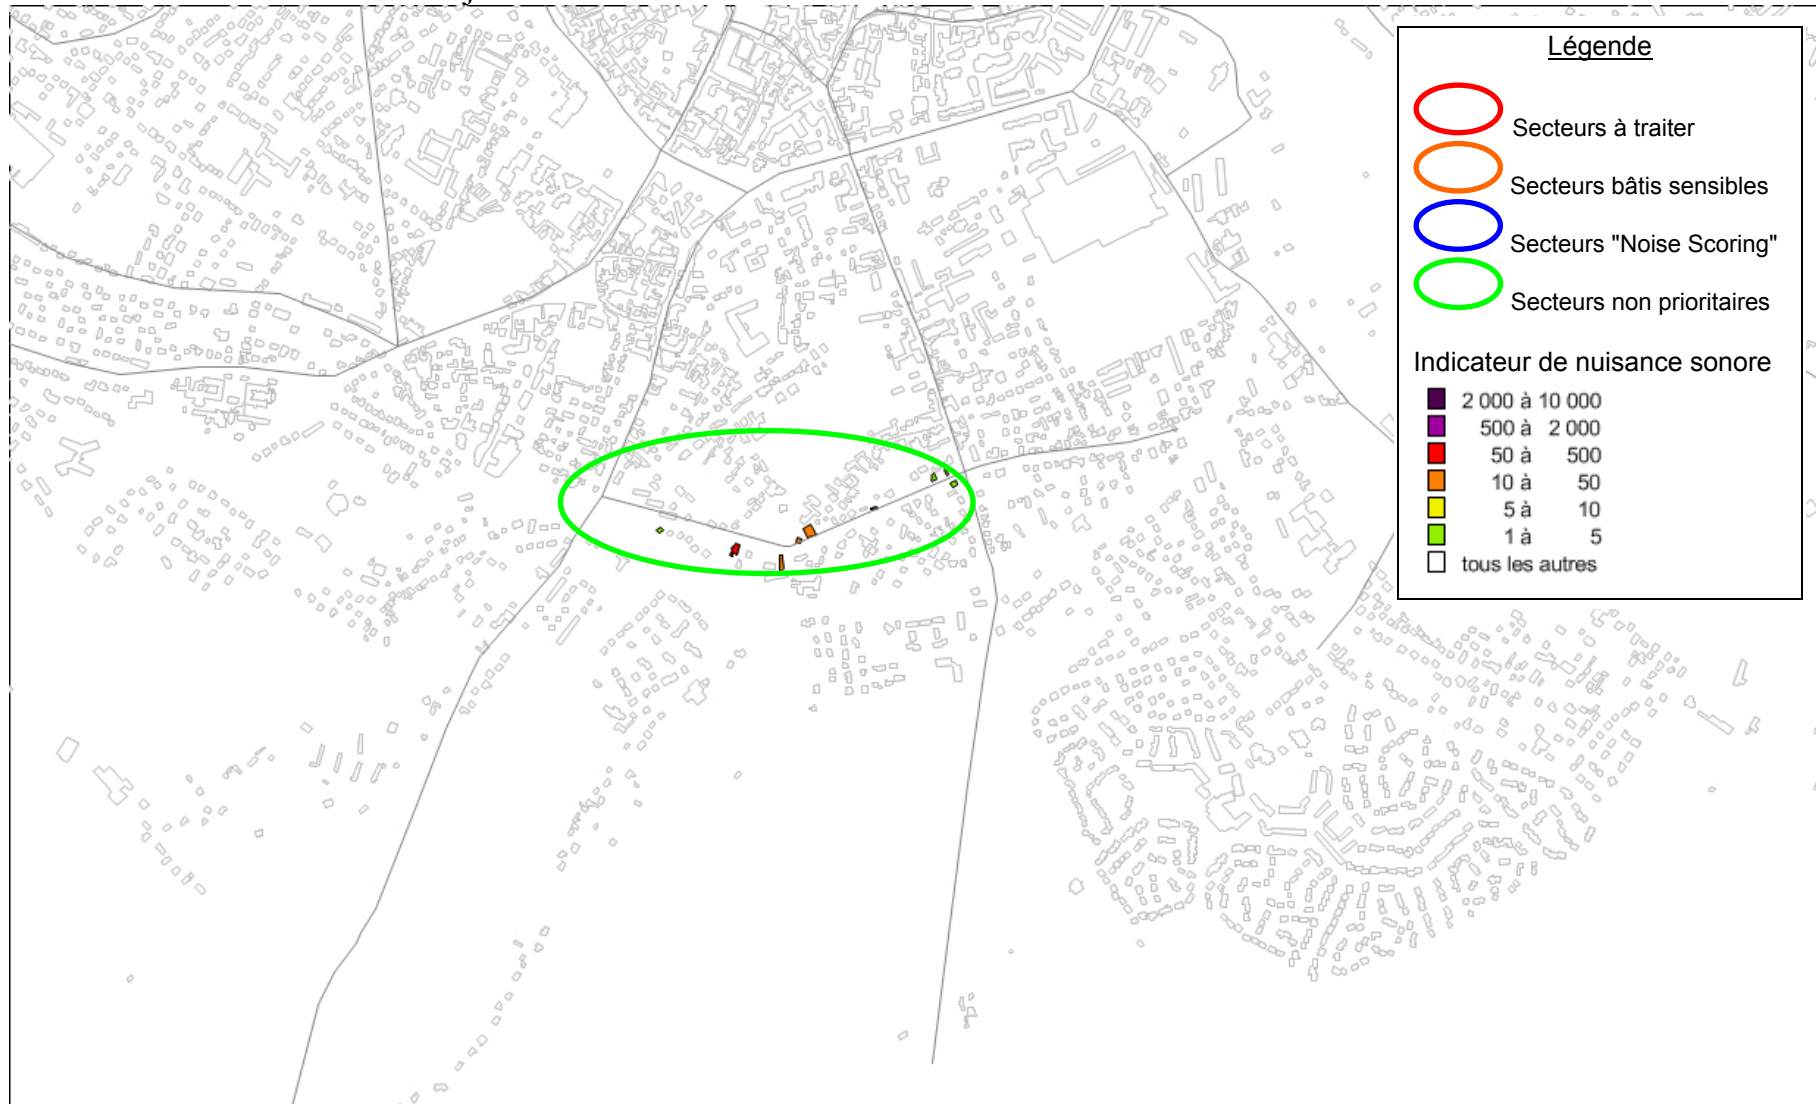 Légende
Secteurs à traiter
Secteurs bâtis sensibles
Secteurs "Noise Scoring"
Secteurs non prioritaires
Indicateur de nuisance sonore
2 000 à 10 000
500 à 2 000
50 à 500
10 à 50
5 à 10
1 à 5
tous les autres